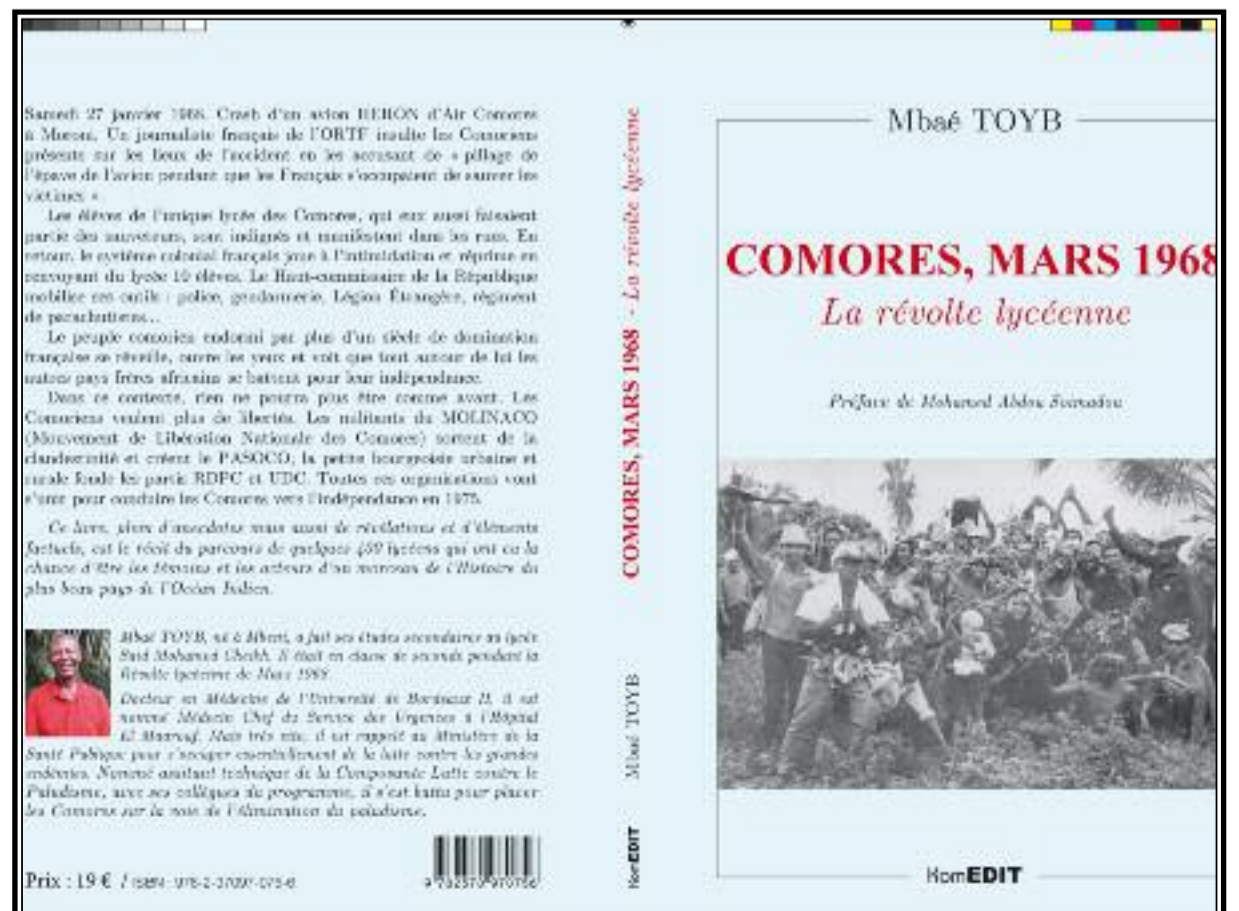 Samedi 27 janvier 1968. Crash d'un avion HERON d'Air Comores
à Moroni. Un journaliste français de l'ORTF insulte les Comoriens
présents sur les lieux de l'accident en les accusant de « pillage de
l'épave de l'avion pendant que les Français s'occupaient de sauver les
victimes ».
Les élèves de l'unique lycée des Comores, qui eux aussi faisaient
partie des sauveteurs, sont indignés et manifestent dans les rues. En
retour, le système colonial français joue à l'intimidation et réprime en
renvoyant du lycée 10 élèves. Le Haut-commissaire de la République
mobilise ses outils : police, gendarmerie, Légion Étrangère, régiment
de parachutistes...
Le peuple comorien endormi par plus d'un siècle de domination
française se réveille, ouvre les yeux et voit que tout autour de lui les
autres pays frères africains se battent pour leur indépendance.
Dans ce contexte, rien ne pourra plus être comme avant. Les
Comoriens veulent plus de libertés. Les militants du MOLINACO
(Mouvement de Libération Nationale des Comores) sortent de la
clandestinité et créent le PASOCO, la petite bourgeoisie urbaine et
rurale fonde les partis RDPC et UDC. Toutes ces organisations vont
s'unir pour conduire les Comores vers l'indépendance en 1975.
Ce livre, plein d'anecdotes mais aussi de révélations et d'éléments
factuels, est le récit du parcours de quelques 400 lycéens qui ont eu la
chance d'être les témoins et les acteurs d'un morceau de l'Histoire du
plus beau pays de l'Océan Indien.
Mbaé TOYB, né à Mbeni, a fait ses études secondaires au lycée
Said Mohamed Cheikh. Il était en classe de seconde pendant la
Révolte lycéenne de Mars 1968
Docteur en Médecine de l'Université de Bordeaux II, il est
nommé Médecin Chef du Service des Urgences à l'Hôpital
El Maarouf. Mais très vite, il est rappelé au Ministère de la
Santé Publique pour s'occuper essentiellement de la lutte contre les grandes
endémies. Nommé assitant technique de la Composante Lutte contre le
Paludisme, avec ses collègues du programme, il s'est battu pour placer
les Comores sur la voie de l'élimination du paludisme.
Prix : 19 € / ISBN : 978-2-37097-075-6
9 782370 970756
COMORES, MARS 1968 - La révolte lycéenne
Mbaé TOYB
KomEDIT
Mbaé TOYB
COMORES, MARS 1968
La révolte lycéenne
Préface de Mohamed Abdou Soimadou
KomEDIT